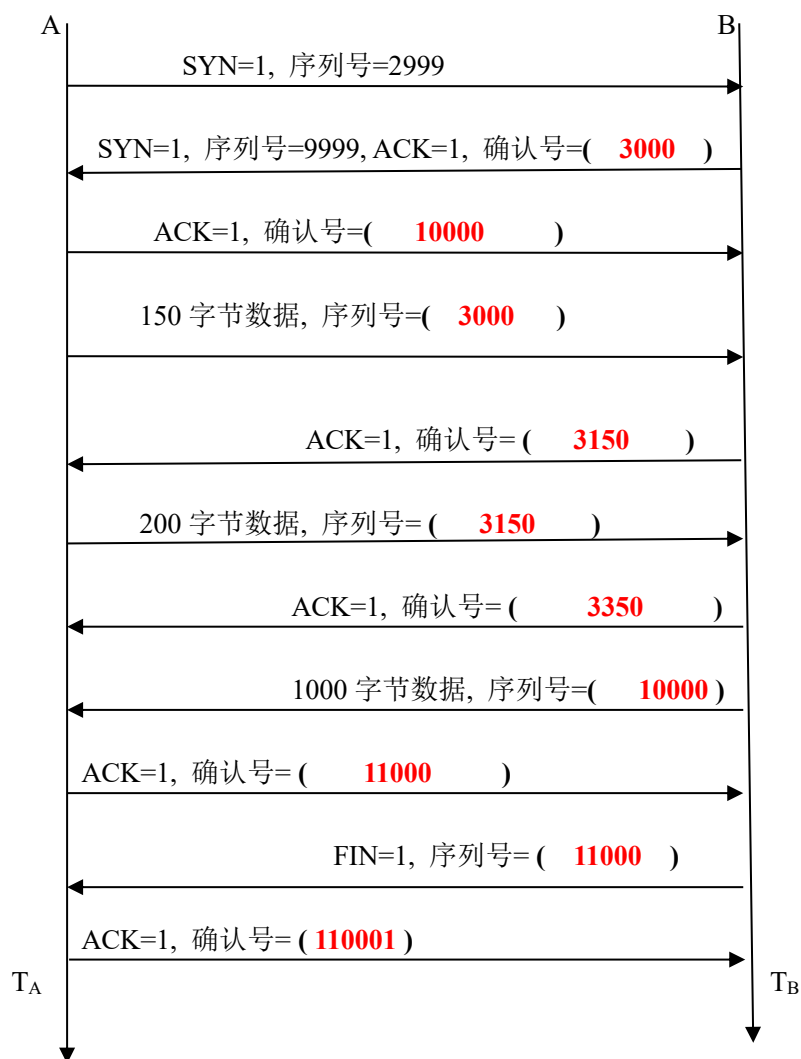 A B
SYN=1, 序列号=2999
SYN=1, 序列号=9999, ACK=1, 确认号=( 3000 )
ACK=1, 确认号=( 10000 )
150 字节数据, 序列号=( 3000 )
ACK=1, 确认号= ( 3150 )
200 字节数据, 序列号= ( 3150 )
ACK=1, 确认号= ( 3350 )
1000 字节数据, 序列号=( 10000 )
ACK=1, 确认号= ( 11000 )
FIN=1, 序列号= ( 11000 )
ACK=1, 确认号= ( 110001 )
TA TB